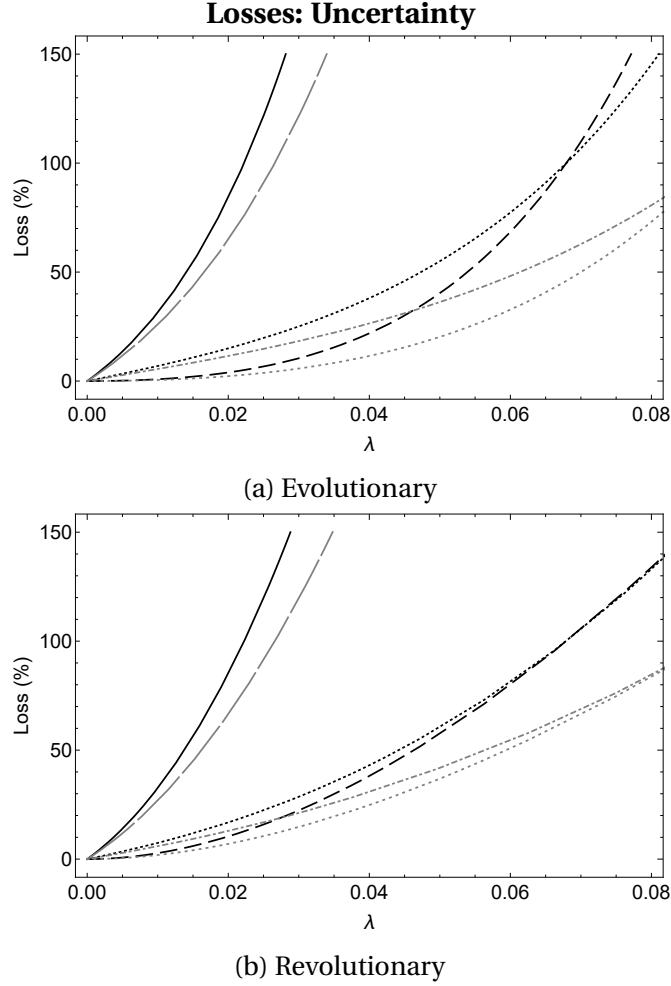 Losses: Uncertainty
150
100
50
0
Loss (%)
0.00 0.02 0.04 0.06 0.08
λ
(a) Evolutionary
150
100
50
0
Loss (%)
0.00 0.02 0.04 0.06 0.08
λ
(b) Revolutionary